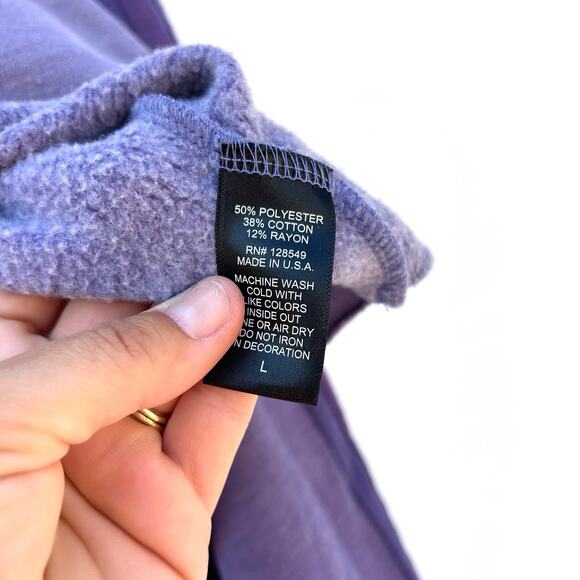 50% POLYESTER
38% COTTON
12% RAYON
RN# 128549
MADE IN U.S.A.
MACHINE WASH
COLD WITH
LIKE COLORS
INSIDE OUT
OR AIR DRY
DO NOT IRON
ON DECORATION
L